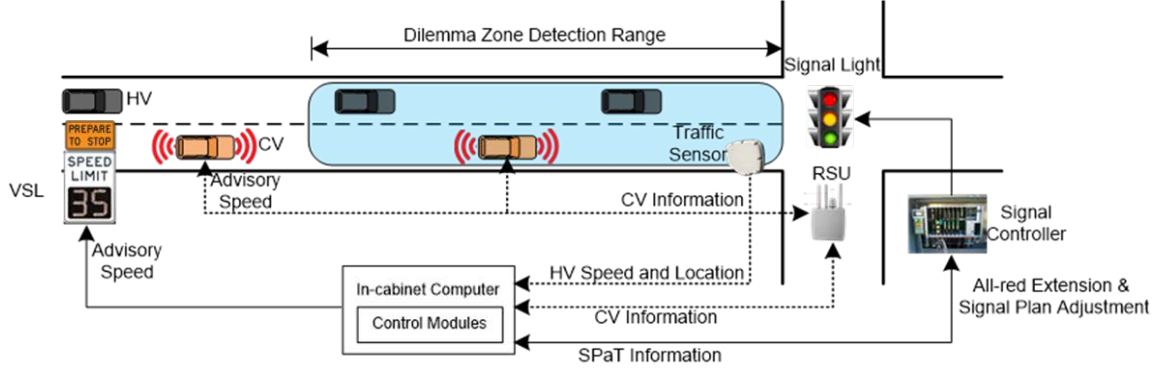 Dilemma Zone Detection Range
Signal Light
HV
PREPARE
TO STOP
CV
Traffic
Sensor
SPEED
LIMIT
35
VSL
Advisory
Speed
CV Information
RSU
Signal
Controller
Advisory
Speed
HV Speed and Location
In-cabinet Computer
Control Modules
CV Information
All-red Extension &
Signal Plan Adjustment
SPaT Information